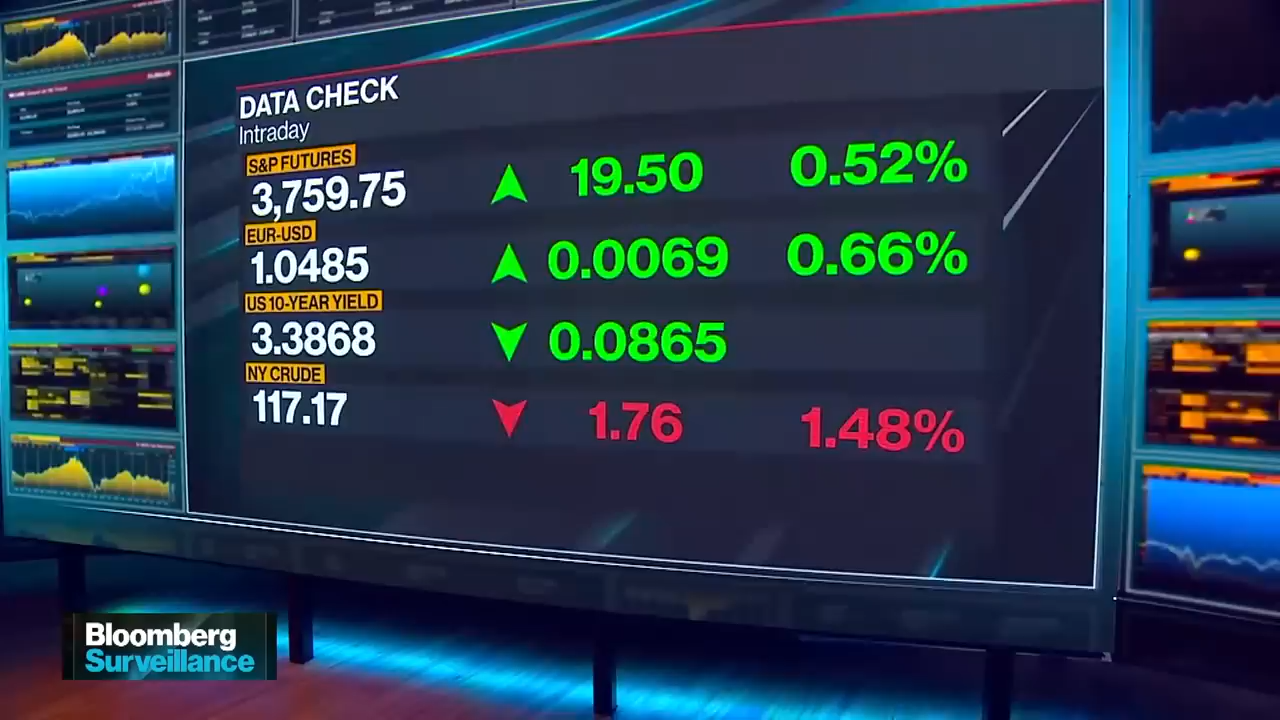 DATA CHECK
Intraday
S&P FUTURES
3,759.75 19.50 0.52%
EUR-USD
1.0485 0.0069 0.66%
US 10-YEAR YIELD
3.3868 0.0865
NY CRUDE
117.17 1.76 1.48%
Bloomberg
Surveillance